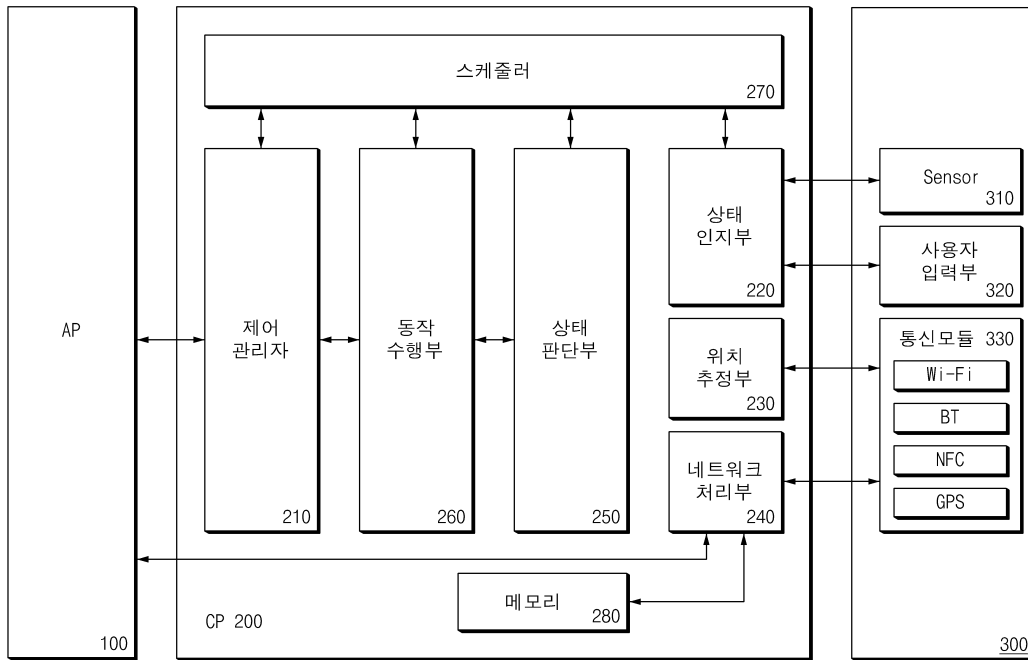 AP
100
스케줄러
270
제어
관리자
210
동작
수행부
260
상태
판단부
250
상태
인지부
220
위치
추정부
230
네트워크
처리부
240
메모리
280
CP 200
Sensor
310
사용자
입력부
320
통신모듈 330
Wi-Fi
BT
NFC
GPS
300